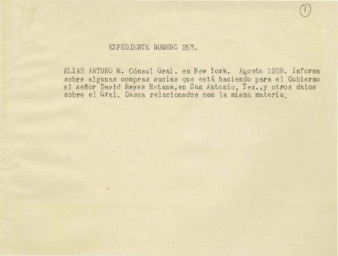 1
EXPEDIENTE NUMERO 253.
ELIAS ARTURO M. Cónsul Gral. en New York. Agosto 1928. Informa
sobre algunas compras sucias que está haciendo para el Gobierno
el señor David Reyes Retana, en San Antonio, Tex., y otros datos
sobre el Gral. Gasca relacionados con la misma materia.